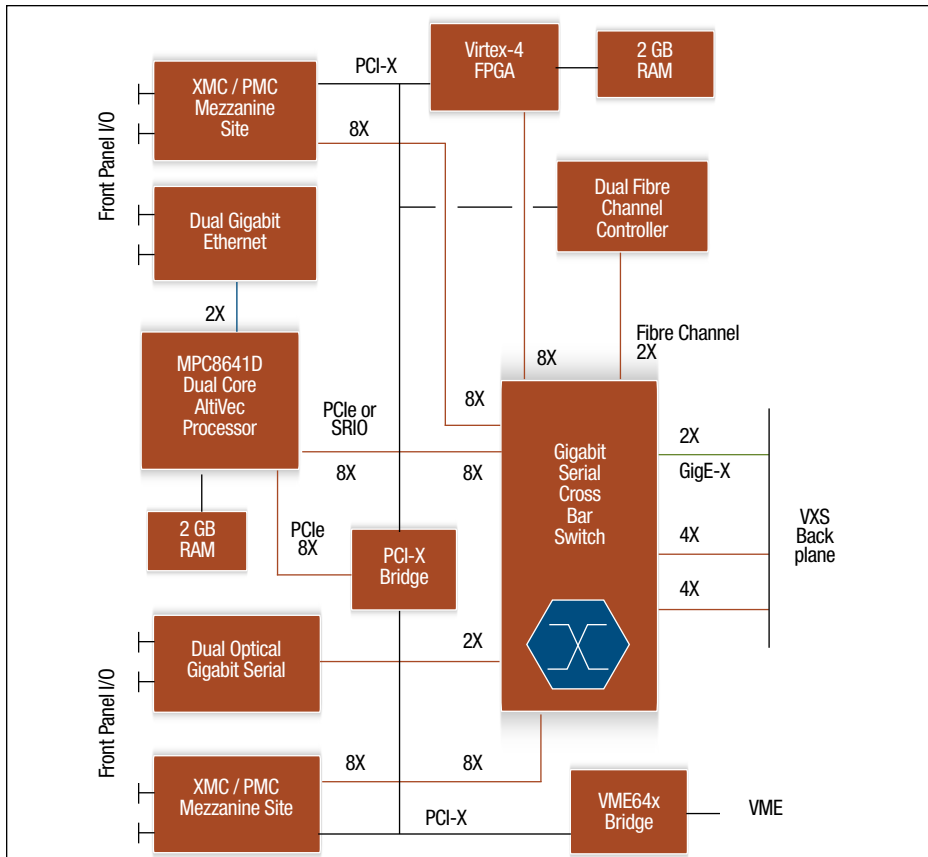 Virtex-4
FPGA
2 GB
RAM
PCI-X
XMC / PMC
Mezzanine
Site
8X
Front Panel I/O
Dual Gigabit
Ethernet
Dual Fibre
Channel
Controller
2X
MPC8641D
Dual Core
AltiVec
Processor
Fibre Channel
2X
8X
8X
PCIe or
SRIO
8X
8X
Gigabit
Serial
Cross
Bar
Switch
2X
GigE-X
4X
4X
VXS
Back
plane
2 GB
RAM
PCIe
8X
PCI-X
Bridge
Dual Optical
Gigabit Serial
2X
Front Panel I/O
XMC / PMC
Mezzanine Site
8X
8X
PCI-X
VME64x
Bridge
VME